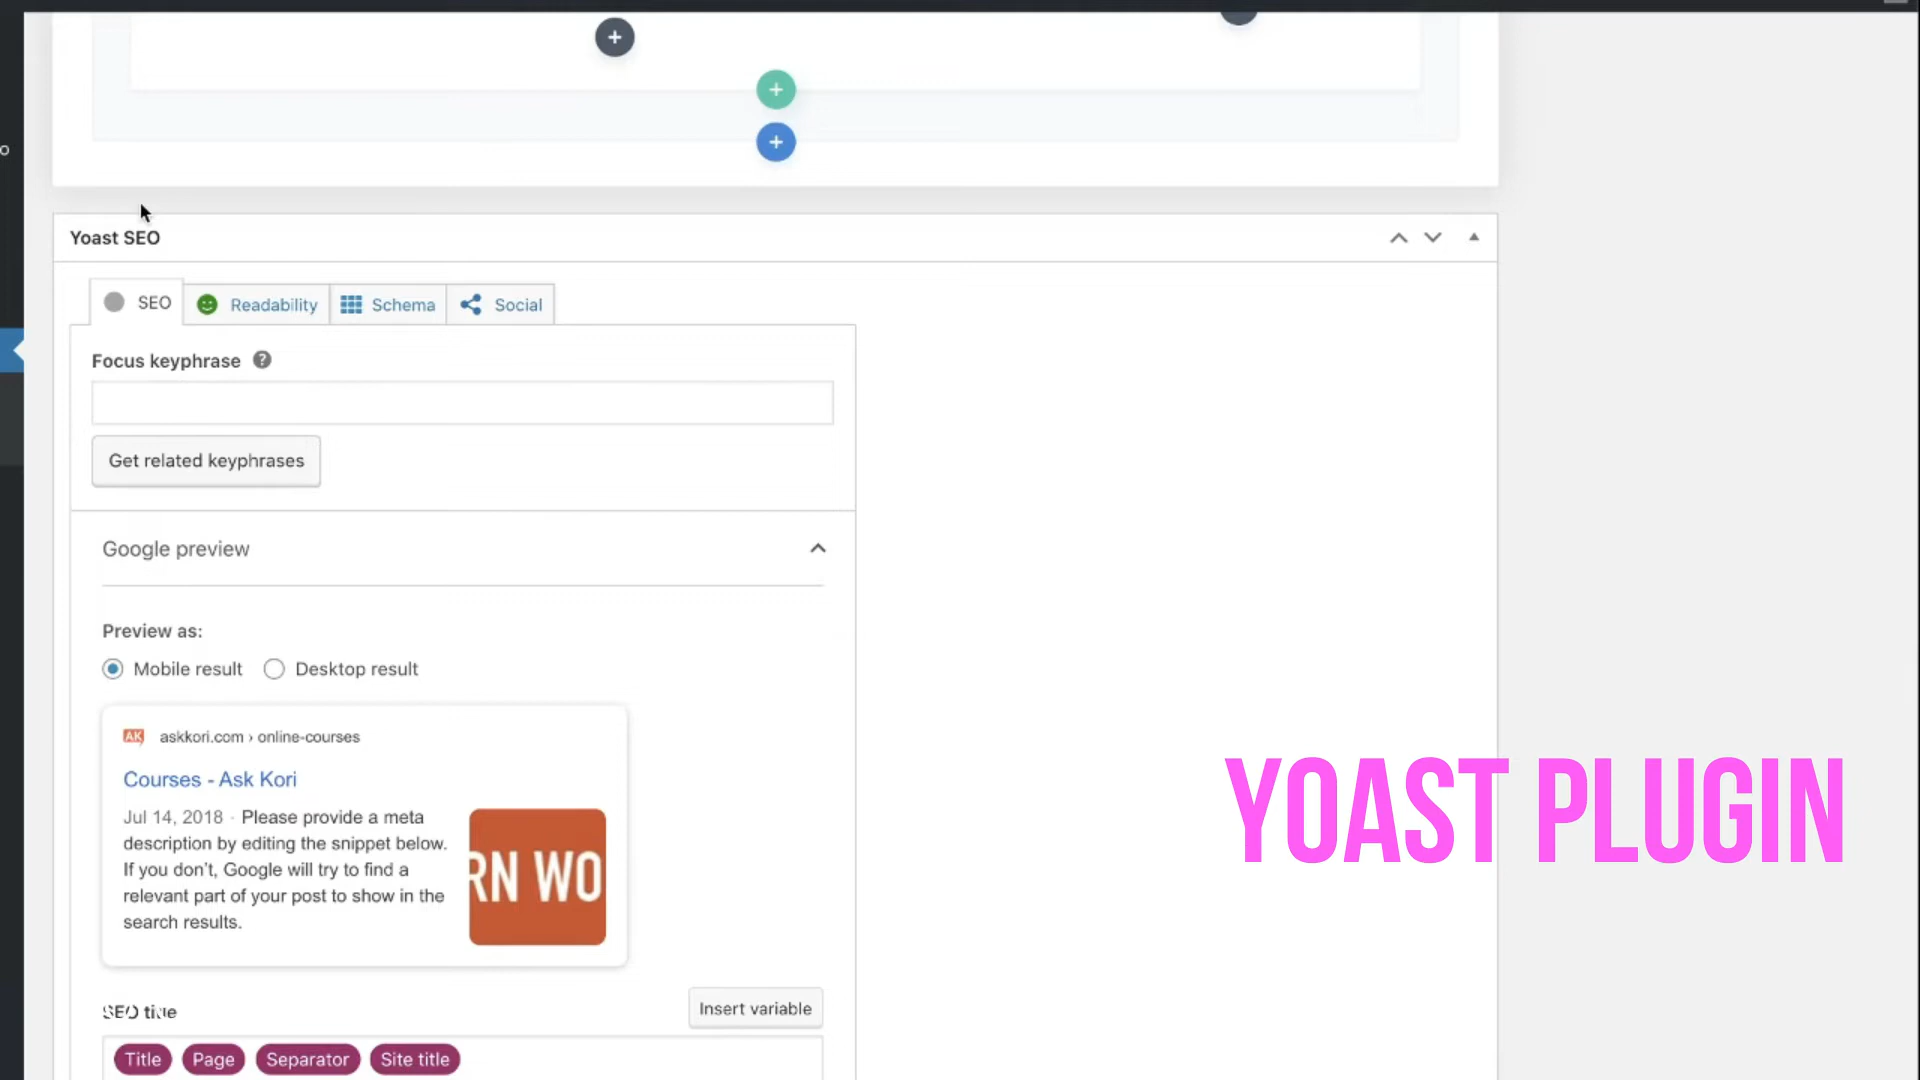 o
Yoast SEO
SEO
Readability
Schema
Social
Focus keyphrase ?
Get related keyphrases
Google preview
Preview as:
Mobile result
Desktop result
AK
askkori.com › online-courses
Courses - Ask Kori
Jul 14, 2018 · Please provide a meta
description by editing the snippet below.
If you don't, Google will try to find a
relevant part of your post to show in the
search results.
RN WO
YOAST PLUGIN
SEO title
Insert variable
Title Page Separator Site title